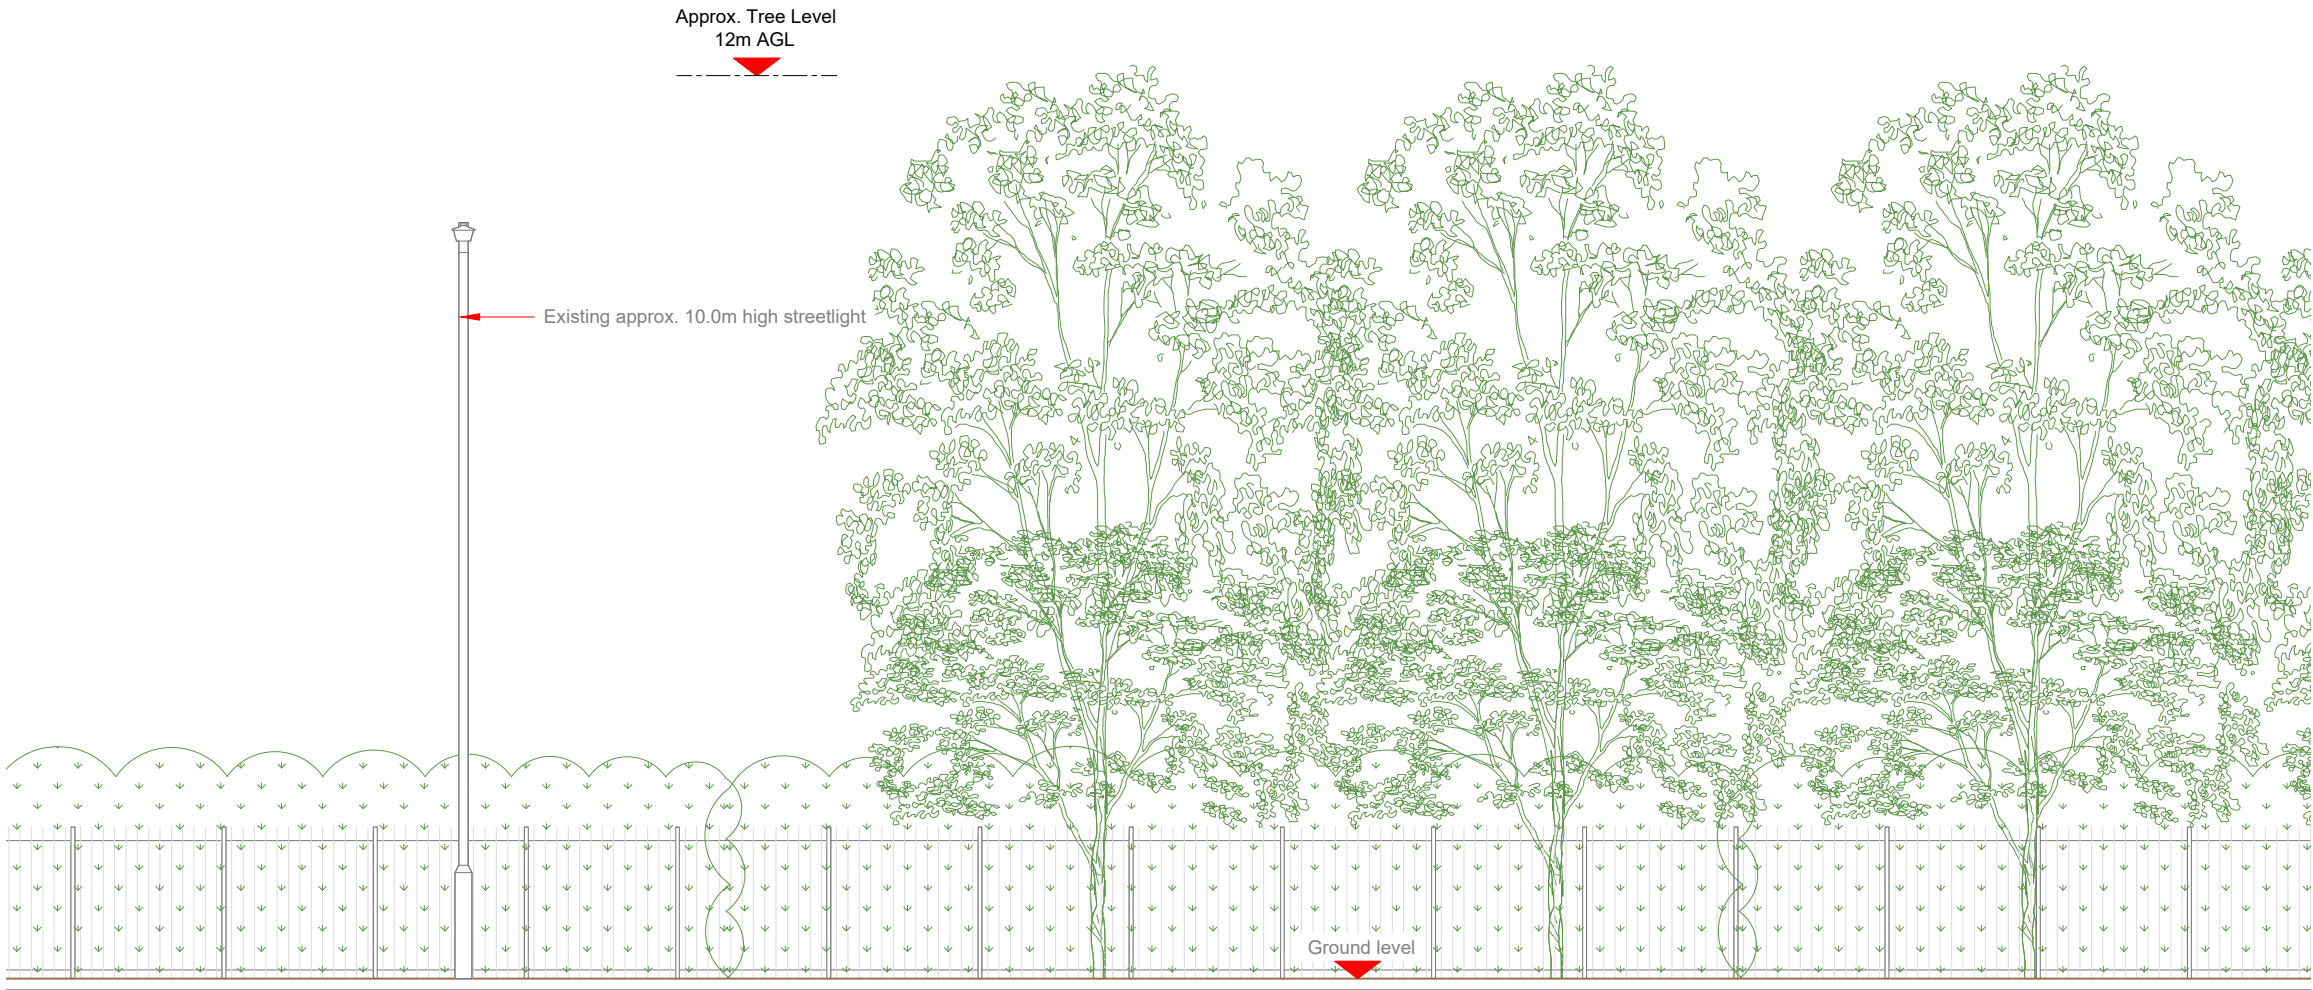 Approx. Tree Level
12m AGL
Existing approx. 10.0m high streetlight
Ground level